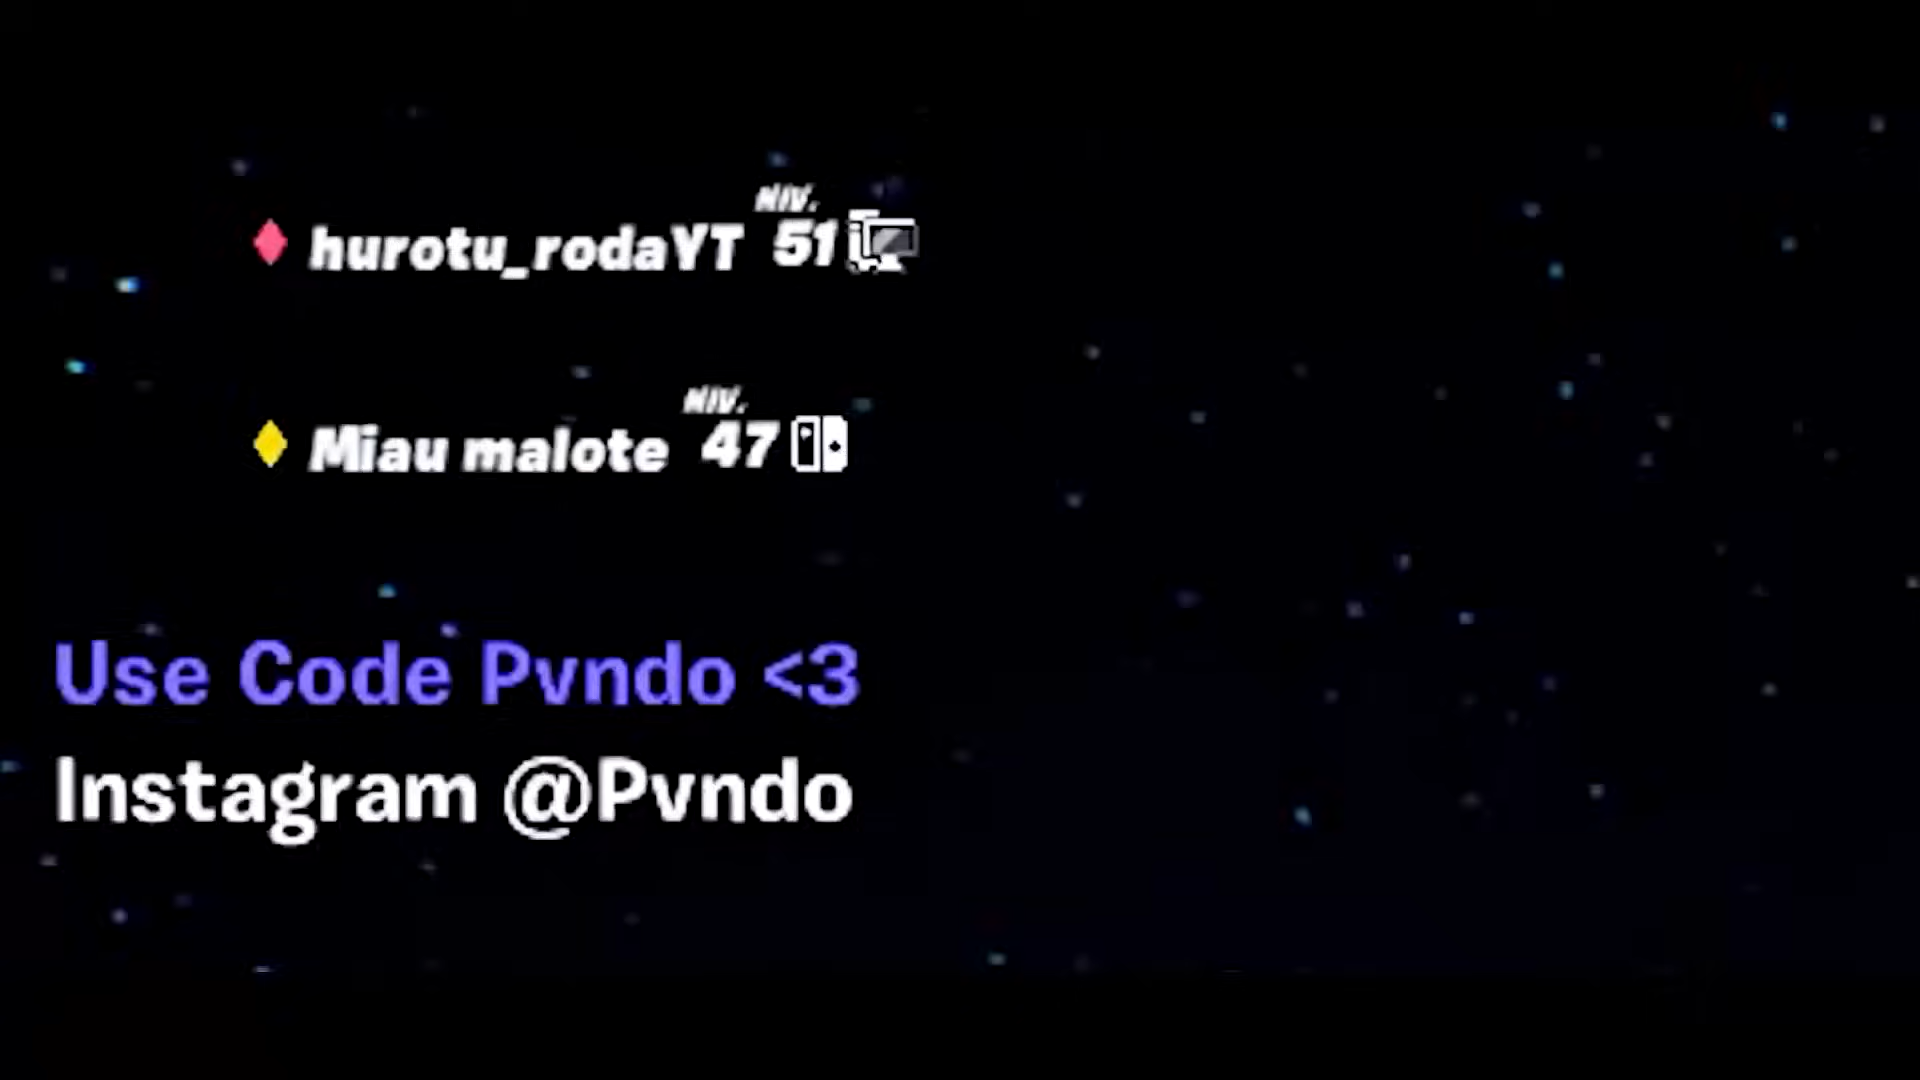 NIV.
hurotu_rodaYT 51
NIV.
Miau malote 47
Use Code Pvndo <3
Instagram @Pvndo